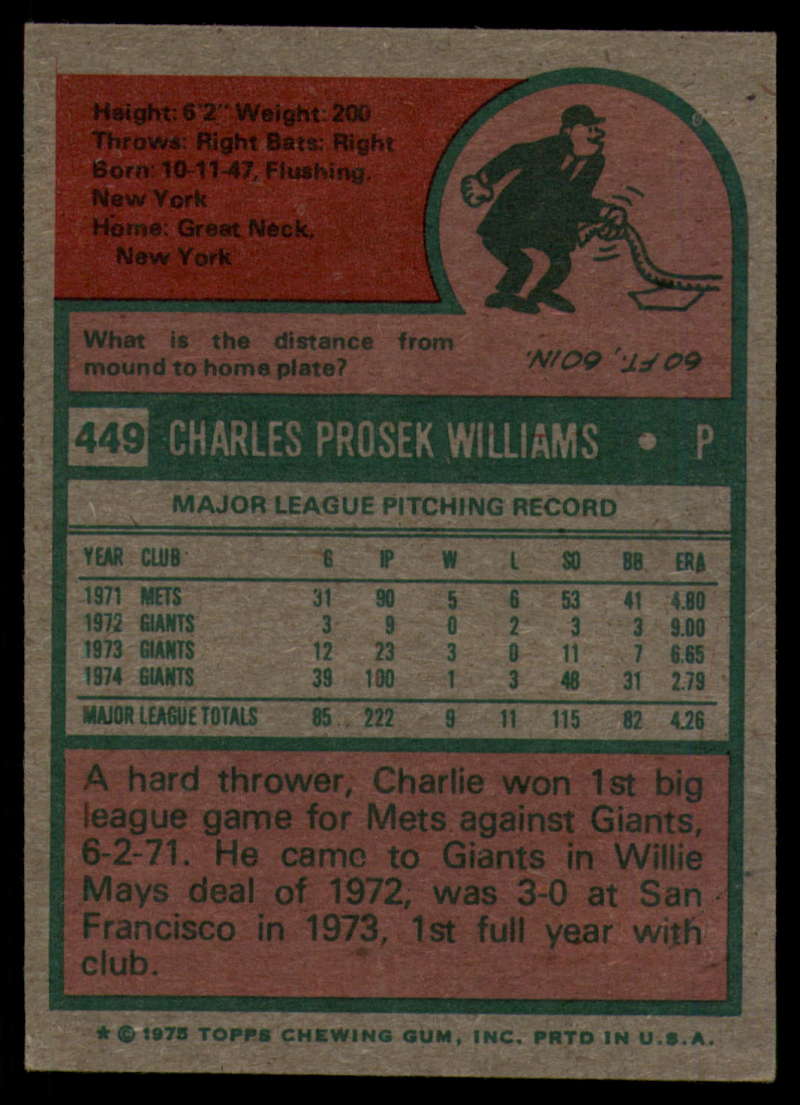 Height: 6'2" Weight: 200
Throws: Right Bats: Right
Born: 10-11-47, Flushing,
New York
Home: Great Neck,
New York
What is the distance from
mound to home plate?
60 FT., 60 IN.
449 CHARLES PROSEK WILLIAMS • P
MAJOR LEAGUE PITCHING RECORD
YEAR CLUB G IP W L SO BB ERA
1971 METS 31 90 5 6 53 41 4.80
1972 GIANTS 3 9 0 2 3 3 9.00
1973 GIANTS 12 23 3 0 11 7 6.65
1974 GIANTS 39 100 1 3 48 31 2.79
MAJOR LEAGUE TOTALS 85 222 9 11 115 82 4.26
A hard thrower, Charlie won 1st big
league game for Mets against Giants,
6-2-71. He came to Giants in Willie
Mays deal of 1972, was 3-0 at San
Francisco in 1973, 1st full year with
club.
* © 1975 TOPPS CHEWING GUM, INC. PRTD IN U.S.A.